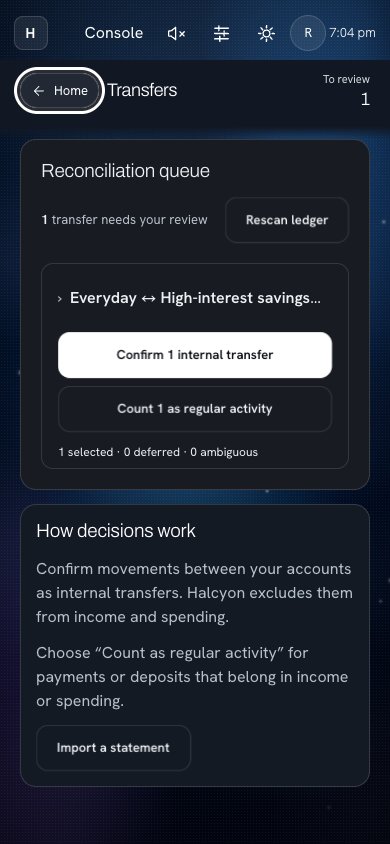 H
Console
R
7:04 pm
← Home
Transfers
To review
1
Reconciliation queue
1 transfer needs your review
Rescan ledger
› Everyday ↔ High-interest savings...
Confirm 1 internal transfer
Count 1 as regular activity
1 selected · 0 deferred · 0 ambiguous
How decisions work
Confirm movements between your accounts
as internal transfers. Halcyon excludes them
from income and spending.
Choose “Count as regular activity” for
payments or deposits that belong in income
or spending.
Import a statement